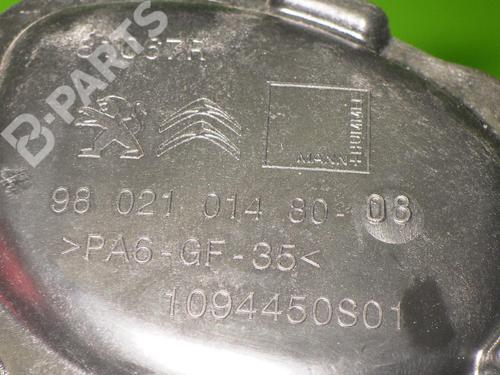 B-PARTS
MANN+
HUMMEL
98 021 014 80-08
>PA6-GF-35<
1094450S01